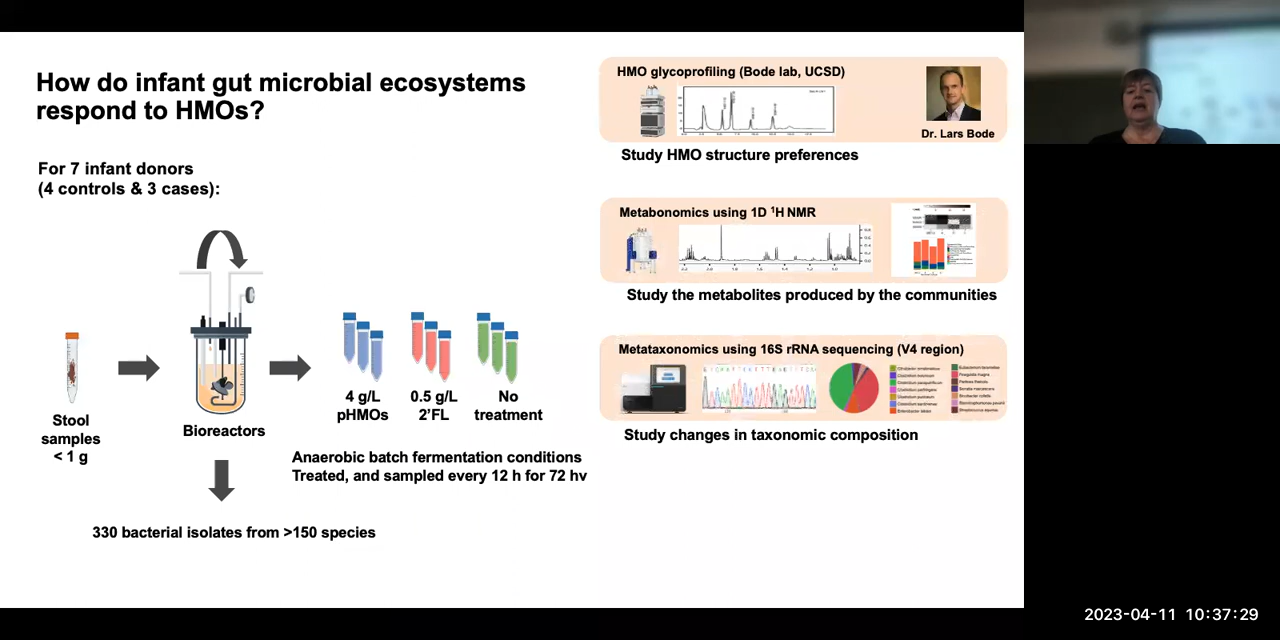 How do infant gut microbial ecosystems
respond to HMOs?
For 7 infant donors
(4 controls & 3 cases):
Stool
samples
< 1 g
Bioreactors
4 g/L
pHMOs
0.5 g/L
2’FL
No
treatment
Anaerobic batch fermentation conditions
Treated, and sampled every 12 h for 72 hv
330 bacterial isolates from >150 species
HMO glycoprofiling (Bode lab, UCSD)
Dr. Lars Bode
Study HMO structure preferences
Metabonomics using 1D ¹H NMR
Study the metabolites produced by the communities
Metataxonomics using 16S rRNA sequencing (V4 region)
Study changes in taxonomic composition
2023-04-11 10:37:29